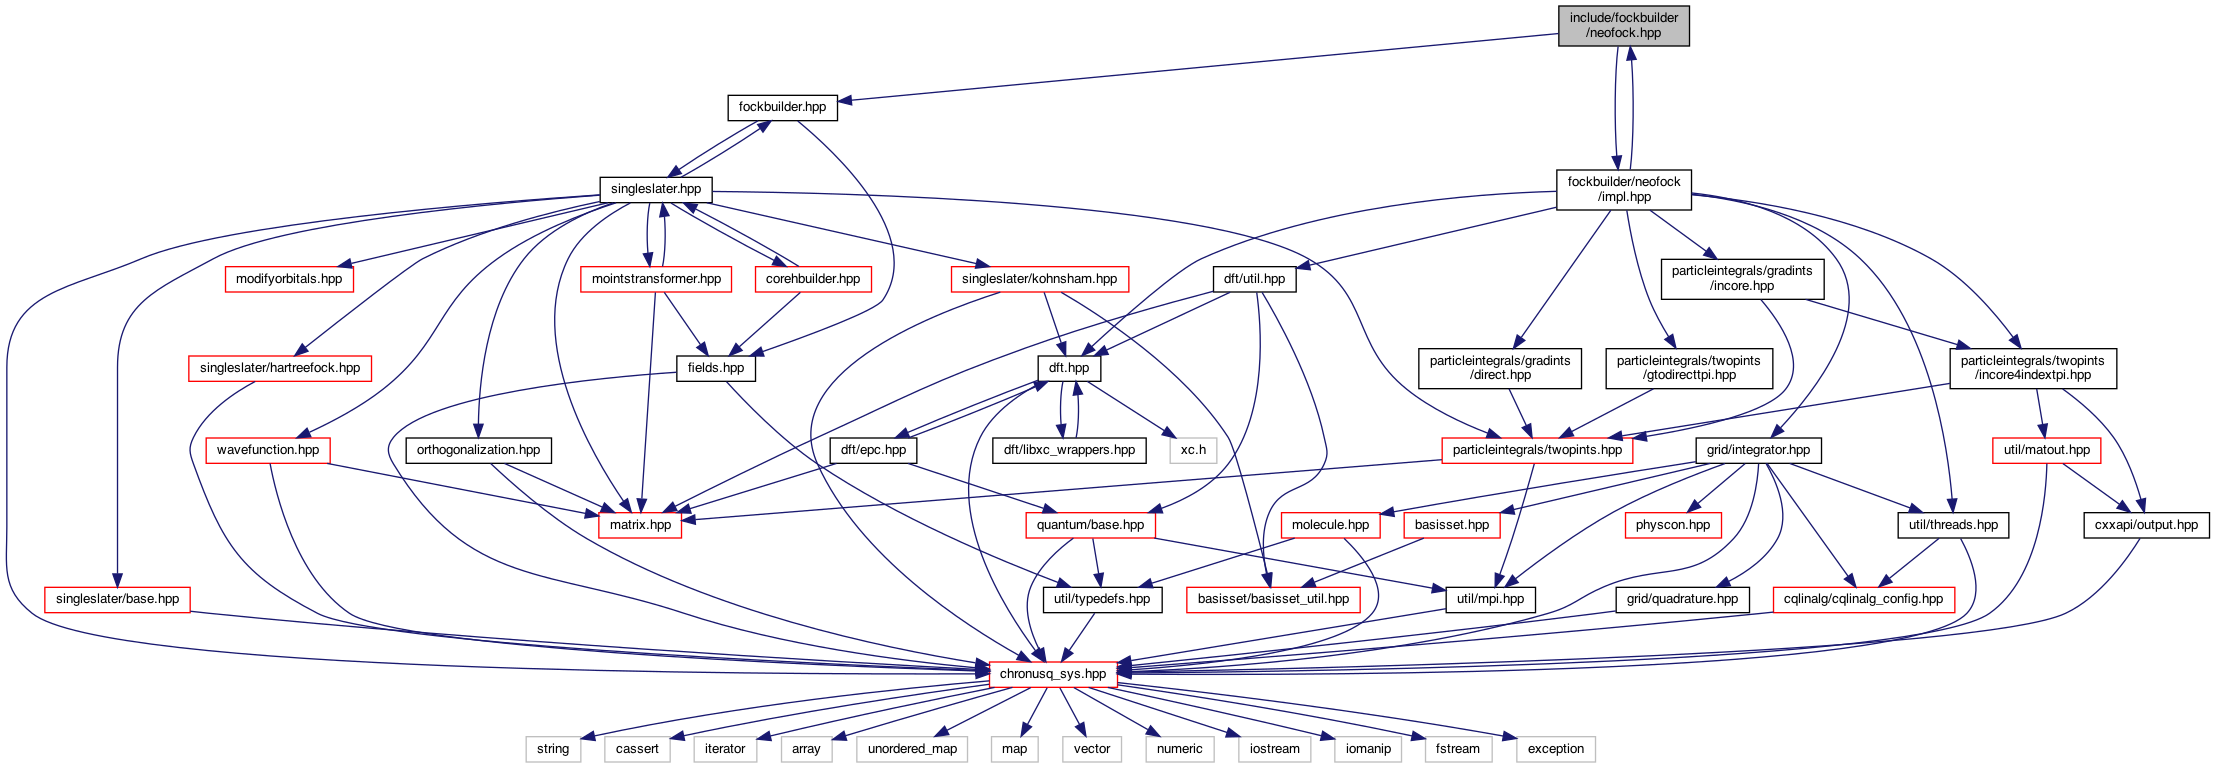 include/fockbuilder
/neofock.hpp
fockbuilder.hpp
singleslater.hpp
fockbuilder/neofock
/impl.hpp
modifyorbitals.hpp
mointstransformer.hpp
corehbuilder.hpp
singleslater/kohnsham.hpp
dft/util.hpp
particleintegrals/gradints
/incore.hpp
singleslater/hartreefock.hpp
fields.hpp
dft.hpp
particleintegrals/gradints
/direct.hpp
particleintegrals/twopints
/gtodirecttpi.hpp
particleintegrals/twopints
/incore4indextpi.hpp
wavefunction.hpp
orthogonalization.hpp
dft/epc.hpp
dft/libxc_wrappers.hpp
xc.h
particleintegrals/twopints.hpp
grid/integrator.hpp
util/matout.hpp
matrix.hpp
quantum/base.hpp
molecule.hpp
basisset.hpp
physcon.hpp
util/threads.hpp
cxxapi/output.hpp
singleslater/base.hpp
util/typedefs.hpp
basisset/basisset_util.hpp
util/mpi.hpp
grid/quadrature.hpp
cqlinalg/cqlinalg_config.hpp
chronusq_sys.hpp
string
cassert
iterator
array
unordered_map
map
vector
numeric
iostream
iomanip
fstream
exception